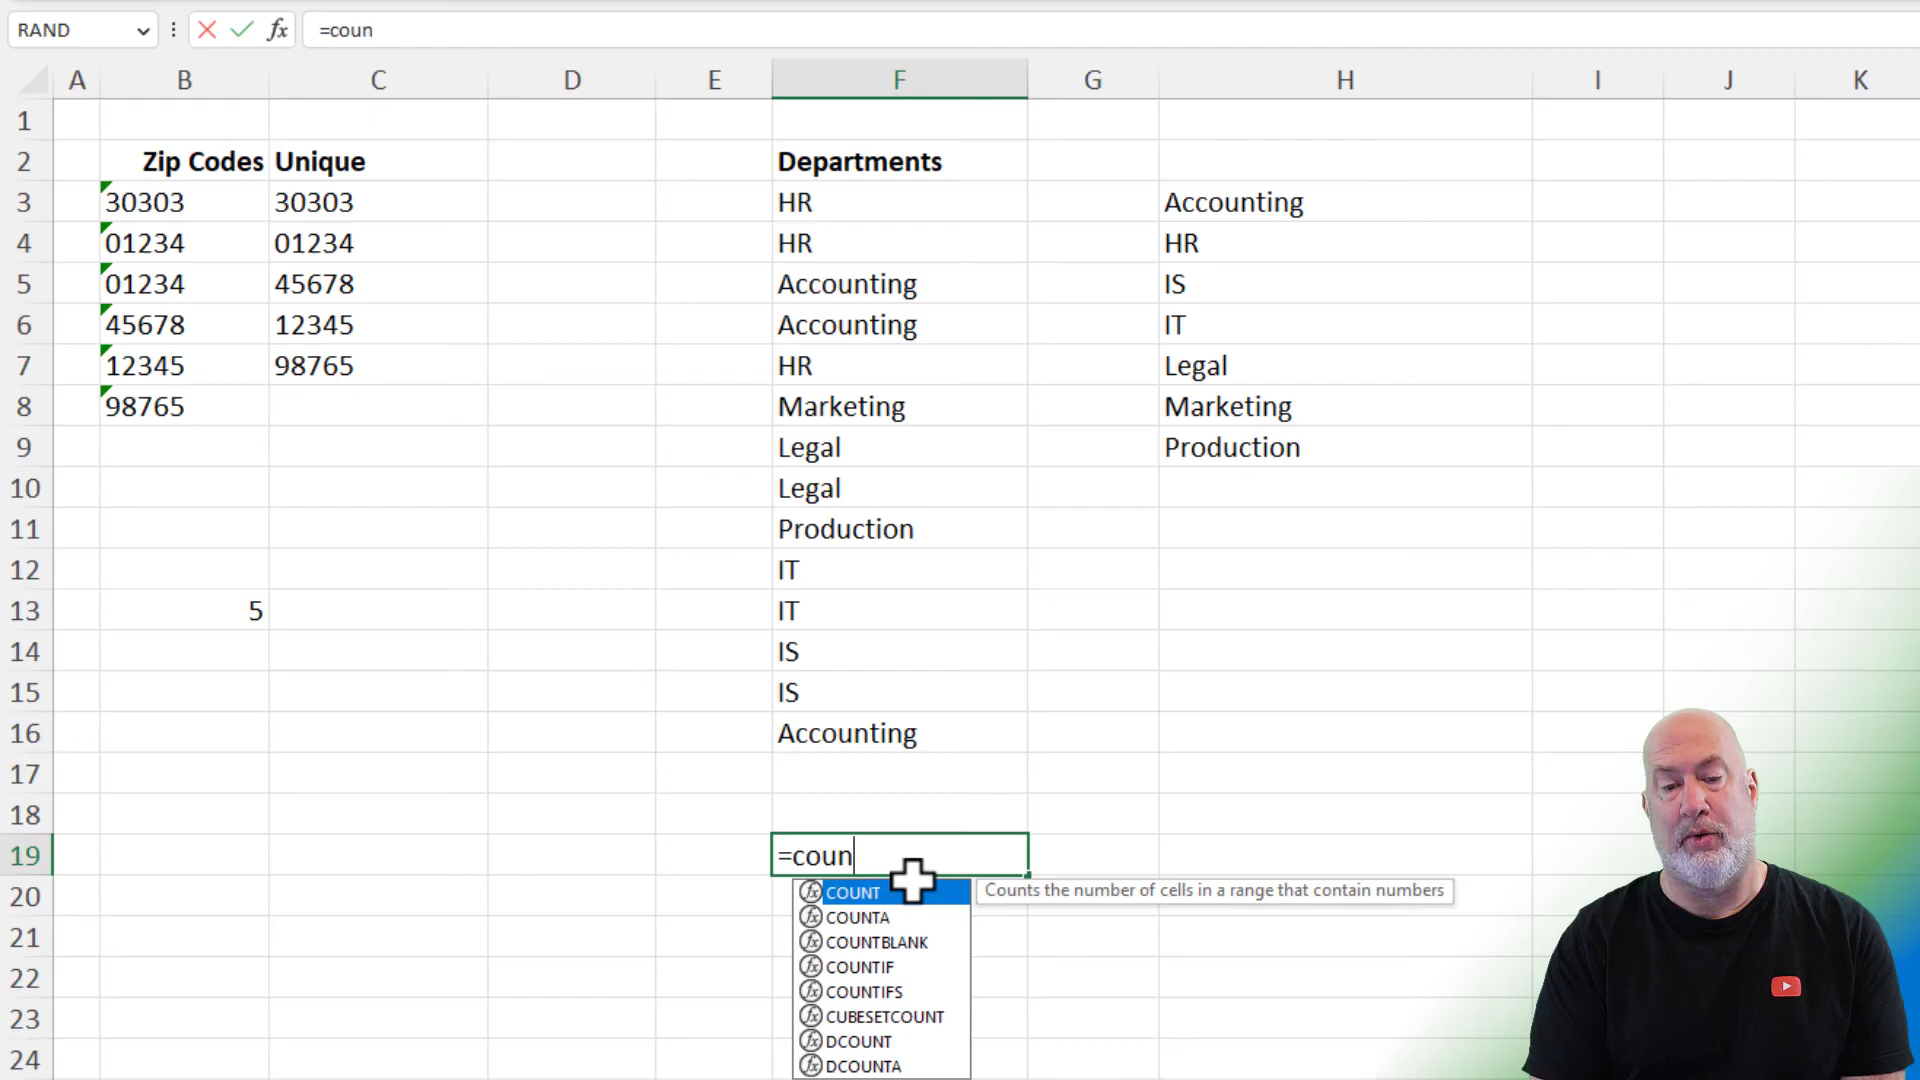 RAND =coun
A B C D E F G H I J K
1
2 Zip Codes Unique Departments
3 30303 30303 HR Accounting
4 01234 01234 HR HR
5 01234 45678 Accounting IS
6 45678 12345 Accounting IT
7 12345 98765 HR Legal
8 98765 Marketing Marketing
9 Legal Production
10 Legal
11 Production
12 IT
13 5 IT
14 IS
15 IS
16 Accounting
17
18
19 =coun
20 COUNT Counts the number of cells in a range that contain numbers
21 COUNTA
COUNTBLANK
22 COUNTIF
COUNTIFS
23 CUBESETCOUNT
24 DCOUNT
DCOUNTA